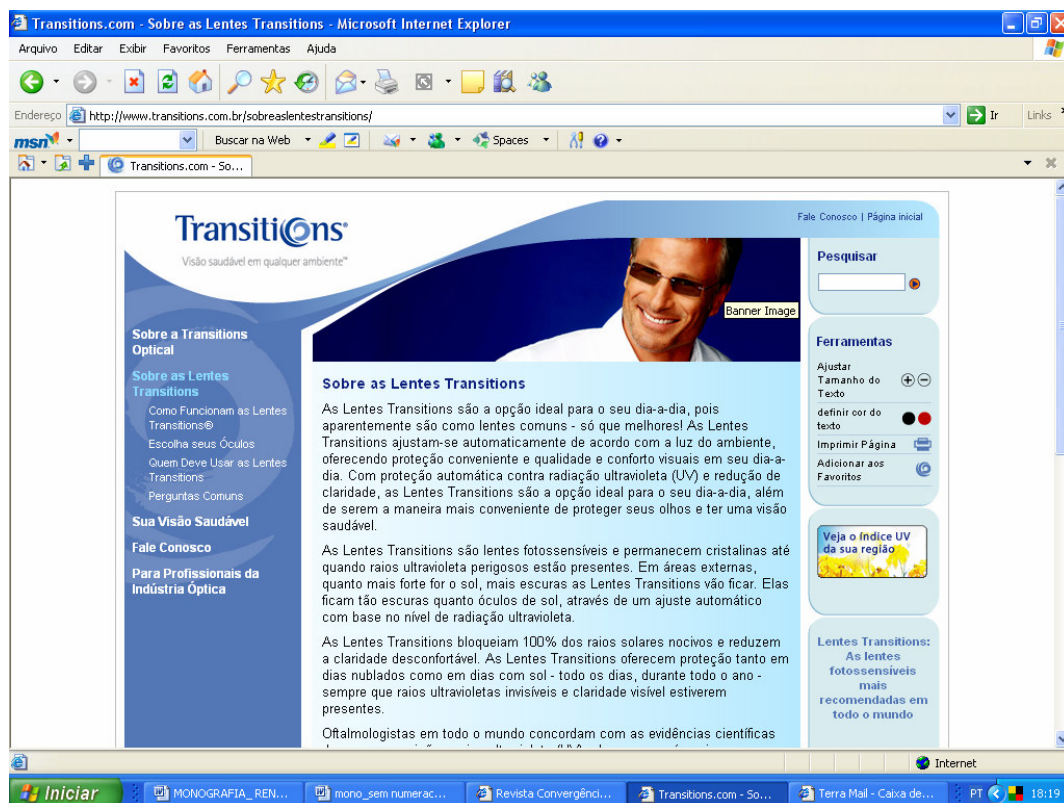 Transitions.com - Sobre as Lentes Transitions - Microsoft Internet Explorer
Arquivo Editar Exibir Favoritos Ferramentas Ajuda
Endereço http://www.transitions.com.br/sobreaslentestransitions/ Ir Links
msn Buscar na Web Spaces
Transitions.com - So...
Transitions®
Visão saudável em qualquer ambiente™
Fale Conosco | Página inicial
Banner Image
Sobre a Transitions
Optical
Sobre as Lentes
Transitions
Como Funcionam as Lentes
Transitions®
Escolha seus Óculos
Quem Deve Usar as Lentes
Transitions
Perguntas Comuns
Sua Visão Saudável
Fale Conosco
Para Profissionais da
Indústria Óptica
Sobre as Lentes Transitions
As Lentes Transitions são a opção ideal para o seu dia-a-dia, pois
aparentemente são como lentes comuns - só que melhores! As Lentes
Transitions ajustam-se automaticamente de acordo com a luz do ambiente,
oferecendo proteção conveniente e qualidade e conforto visuais em seu dia-a-
dia. Com proteção automática contra radiação ultravioleta (UV) e redução de
claridade, as Lentes Transitions são a opção ideal para o seu dia-a-dia, além
de serem a maneira mais conveniente de proteger seus olhos e ter uma visão
saudável.
As Lentes Transitions são lentes fotossensíveis e permanecem cristalinas até
quando raios ultravioleta perigosos estão presentes. Em áreas externas,
quanto mais forte for o sol, mais escuras as Lentes Transitions vão ficar. Elas
ficam tão escuras quanto óculos de sol, através de um ajuste automático
com base no nível de radiação ultravioleta.
As Lentes Transitions bloqueiam 100% dos raios solares nocivos e reduzem
a claridade desconfortável. As Lentes Transitions oferecem proteção tanto em
dias nublados como em dias com sol - todo os dias, durante todo o ano -
sempre que raios ultravioletas invisíveis e claridade visível estiverem
presentes.
Oftalmologistas em todo o mundo concordam com as evidências científicas
Pesquisar
Ferramentas
Ajustar
Tamanho do
Texto
definir cor do
texto
Imprimir Página
Adicionar aos
Favoritos
Veja o índice UV
da sua região
Lentes Transitions:
As lentes
fotossensíveis
mais
recomendadas em
todo o mundo
Internet
Iniciar MONOGRAFIA_REN... mono_sem numerac... Revista Convergênci... Transitions.com - So... Terra Mail - Caixa de... PT 18:19